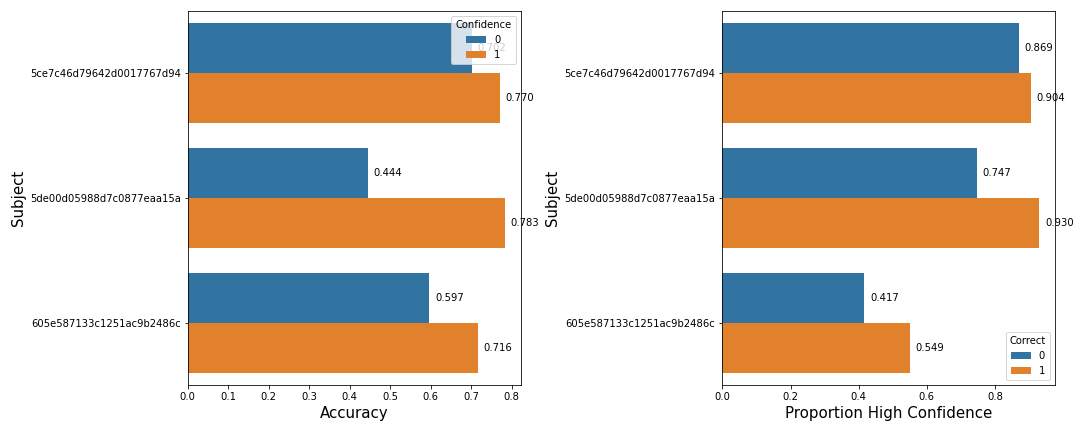 Confidence
0
1
5ce7c46d79642d0017767d94
0.702
0.770
5de00d05988d7c0877eaa15a
0.444
0.783
605e587133c1251ac9b2486c
0.597
0.716
Subject
0.0 0.1 0.2 0.3 0.4 0.5 0.6 0.7 0.8
Accuracy
5ce7c46d79642d0017767d94
0.869
0.904
5de00d05988d7c0877eaa15a
0.747
0.930
605e587133c1251ac9b2486c
0.417
0.549
Subject
Correct
0
1
0.0 0.2 0.4 0.6 0.8
Proportion High Confidence